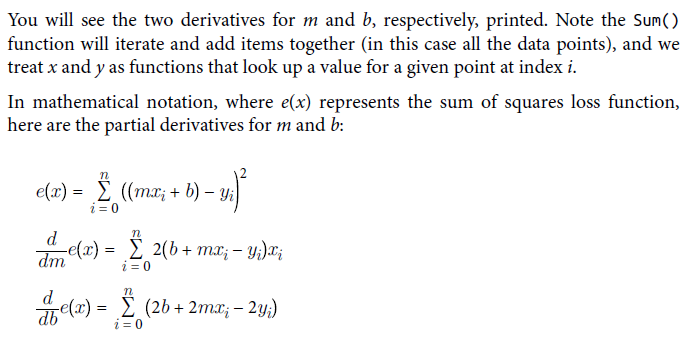 You will see the two derivatives for m and b, respectively, printed. Note the Sum()
function will iterate and add items together (in this case all the data points), and we
treat x and y as functions that look up a value for a given point at index i.
In mathematical notation, where e(x) represents the sum of squares loss function,
here are the partial derivatives for m and b:
e(x) = \sum_{i = 0}^{n} ((mx_i + b) − y_i)^2
\frac{d}{dm} e(x) = \sum_{i = 0}^{n} 2(b + mx_i − y_i)x_i
\frac{d}{db} e(x) = \sum_{i = 0}^{n} (2b + 2mx_i − 2y_i)